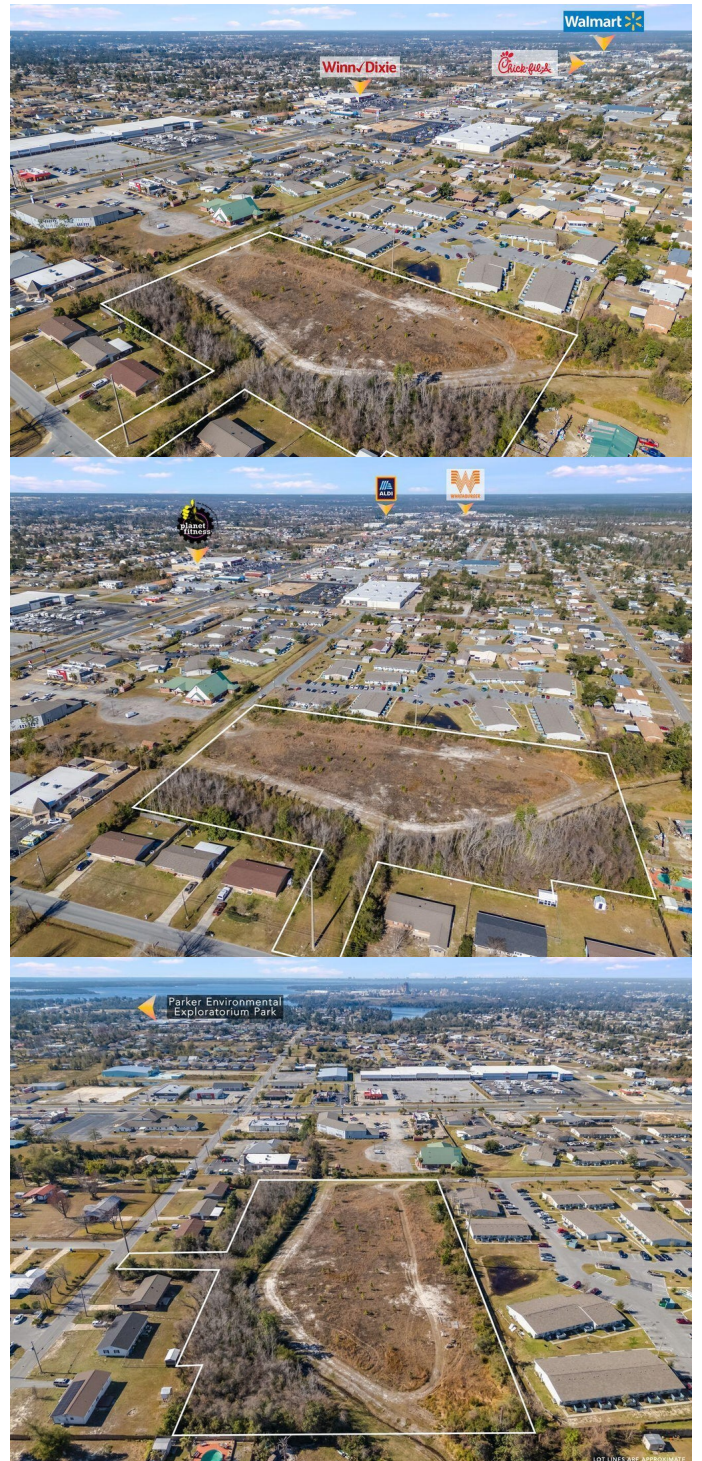 Walmart
Winn Dixie
Chick-fil-A
planet
fitness
ALDI
WHATABURGER
Parker Environmental
Exploratorium Park
LOT LINES ARE APPROXIMATE